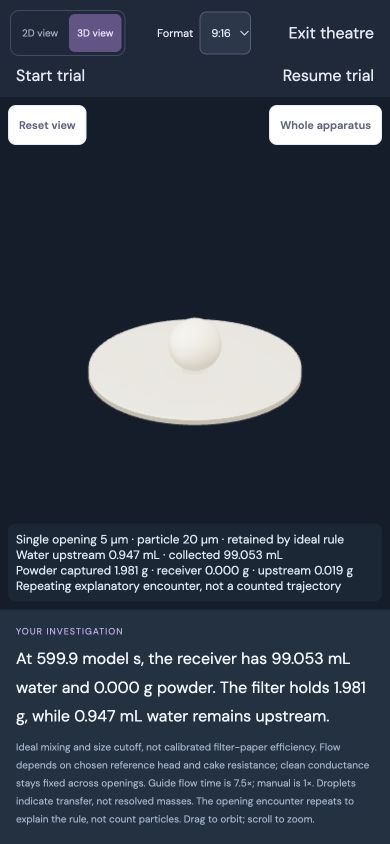 2D view 3D view Format 9:16 Exit theatre
Start trial Resume trial
Reset view Whole apparatus
Single opening 5 μm · particle 20 μm · retained by ideal rule
Water upstream 0.947 mL · collected 99.053 mL
Powder captured 1.981 g · receiver 0.000 g · upstream 0.019 g
Repeating explanatory encounter, not a counted trajectory
YOUR INVESTIGATION
At 599.9 model s, the receiver has 99.053 mL
water and 0.000 g powder. The filter holds 1.981
g, while 0.947 mL water remains upstream.
Ideal mixing and size cutoff, not calibrated filter-paper efficiency. Flow
depends on chosen reference head and cake resistance; clean conductance
stays fixed across openings. Guide flow time is 7.5×; manual is 1×. Droplets
indicate transfer, not resolved masses. The opening encounter repeats to
explain the rule, not count particles. Drag to orbit; scroll to zoom.